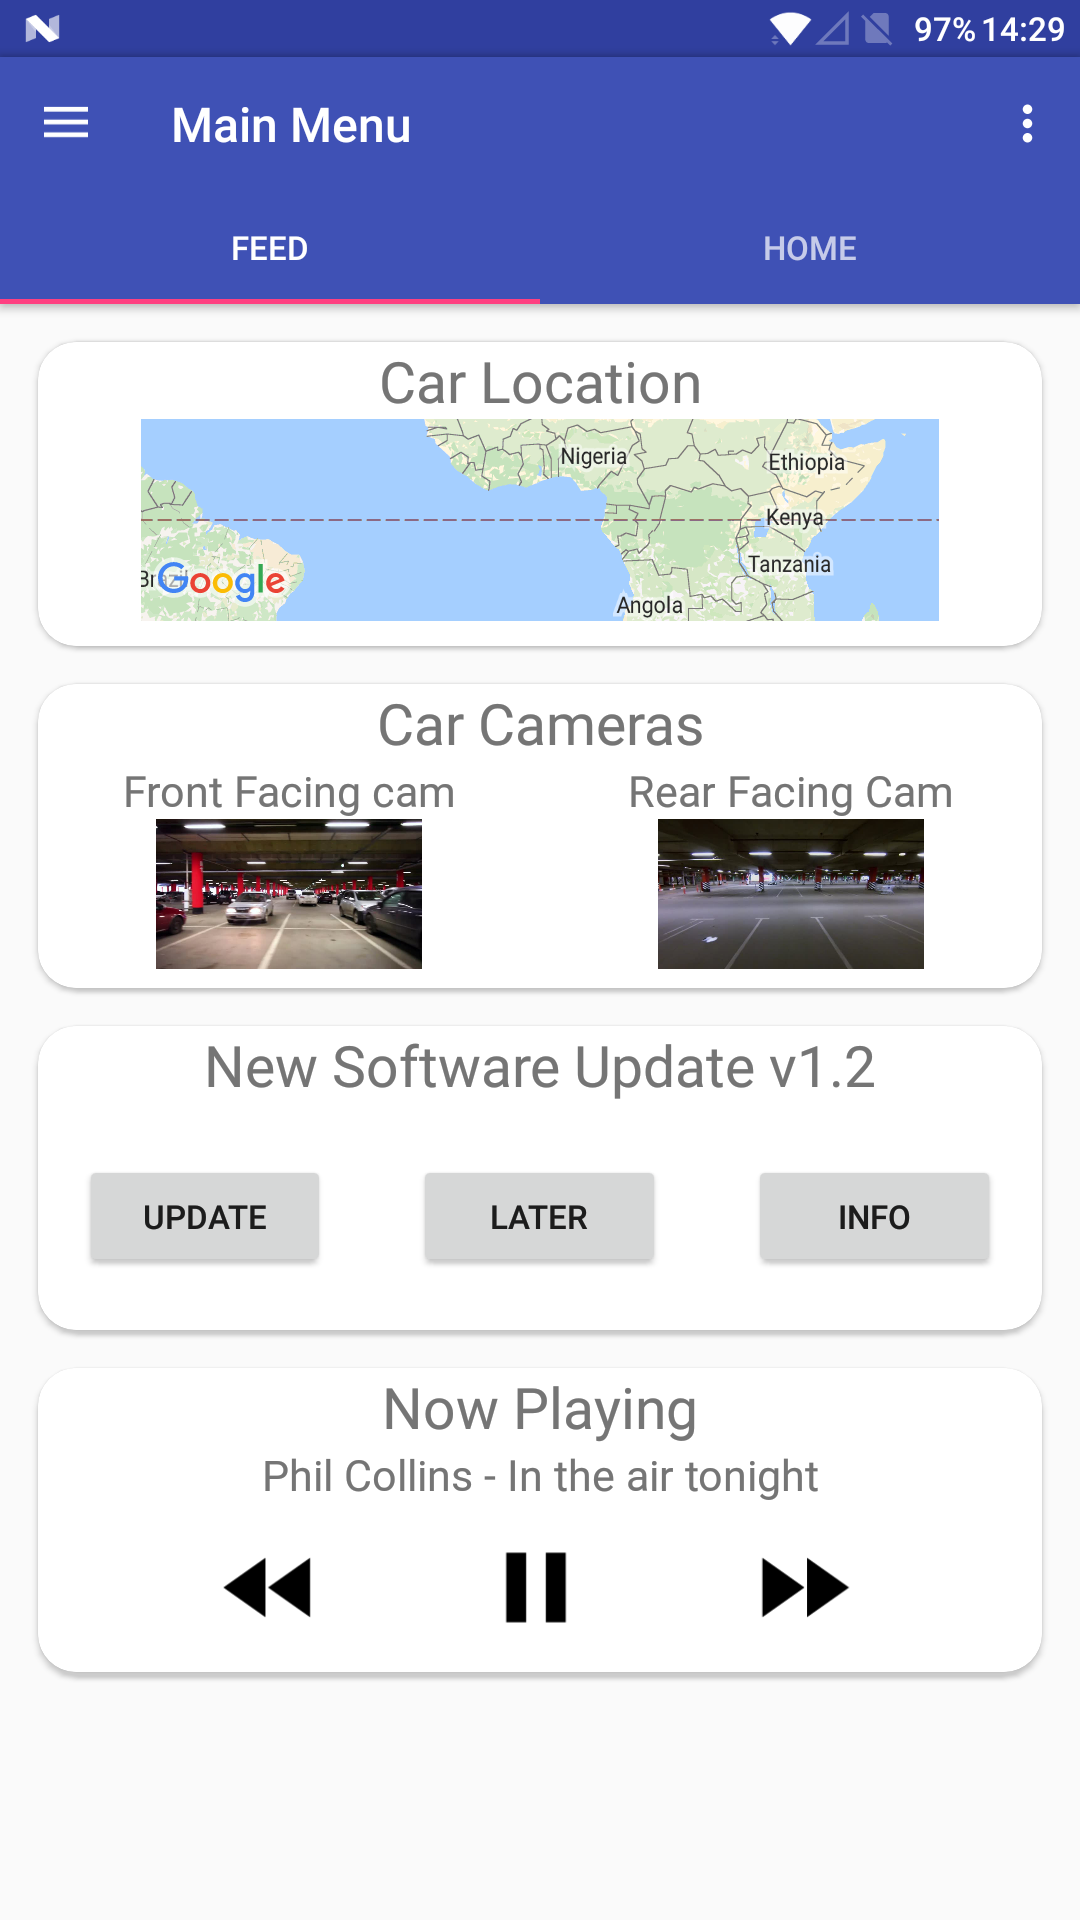 97% 14:29
Main Menu
FEED HOME
Car Location
Nigeria
Ethiopia
Kenya
Tanzania
Google
Angola
Car Cameras
Front Facing cam Rear Facing Cam
New Software Update v1.2
UPDATE LATER INFO
Now Playing
Phil Collins - In the air tonight